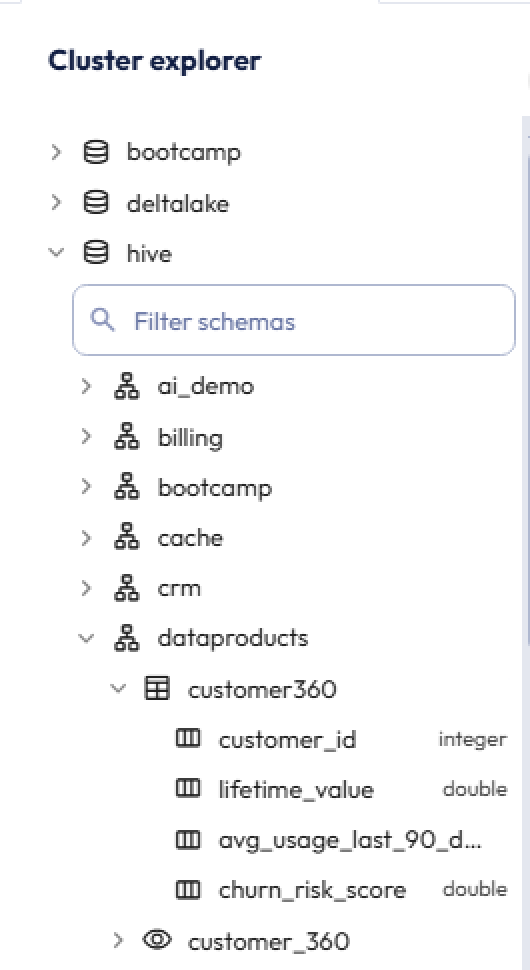 Cluster explorer
bootcamp
deltalake
hive
Filter schemas
ai_demo
billing
bootcamp
cache
crm
dataproducts
customer360
customer_id integer
lifetime_value double
avg_usage_last_90_d...
churn_risk_score double
customer_360